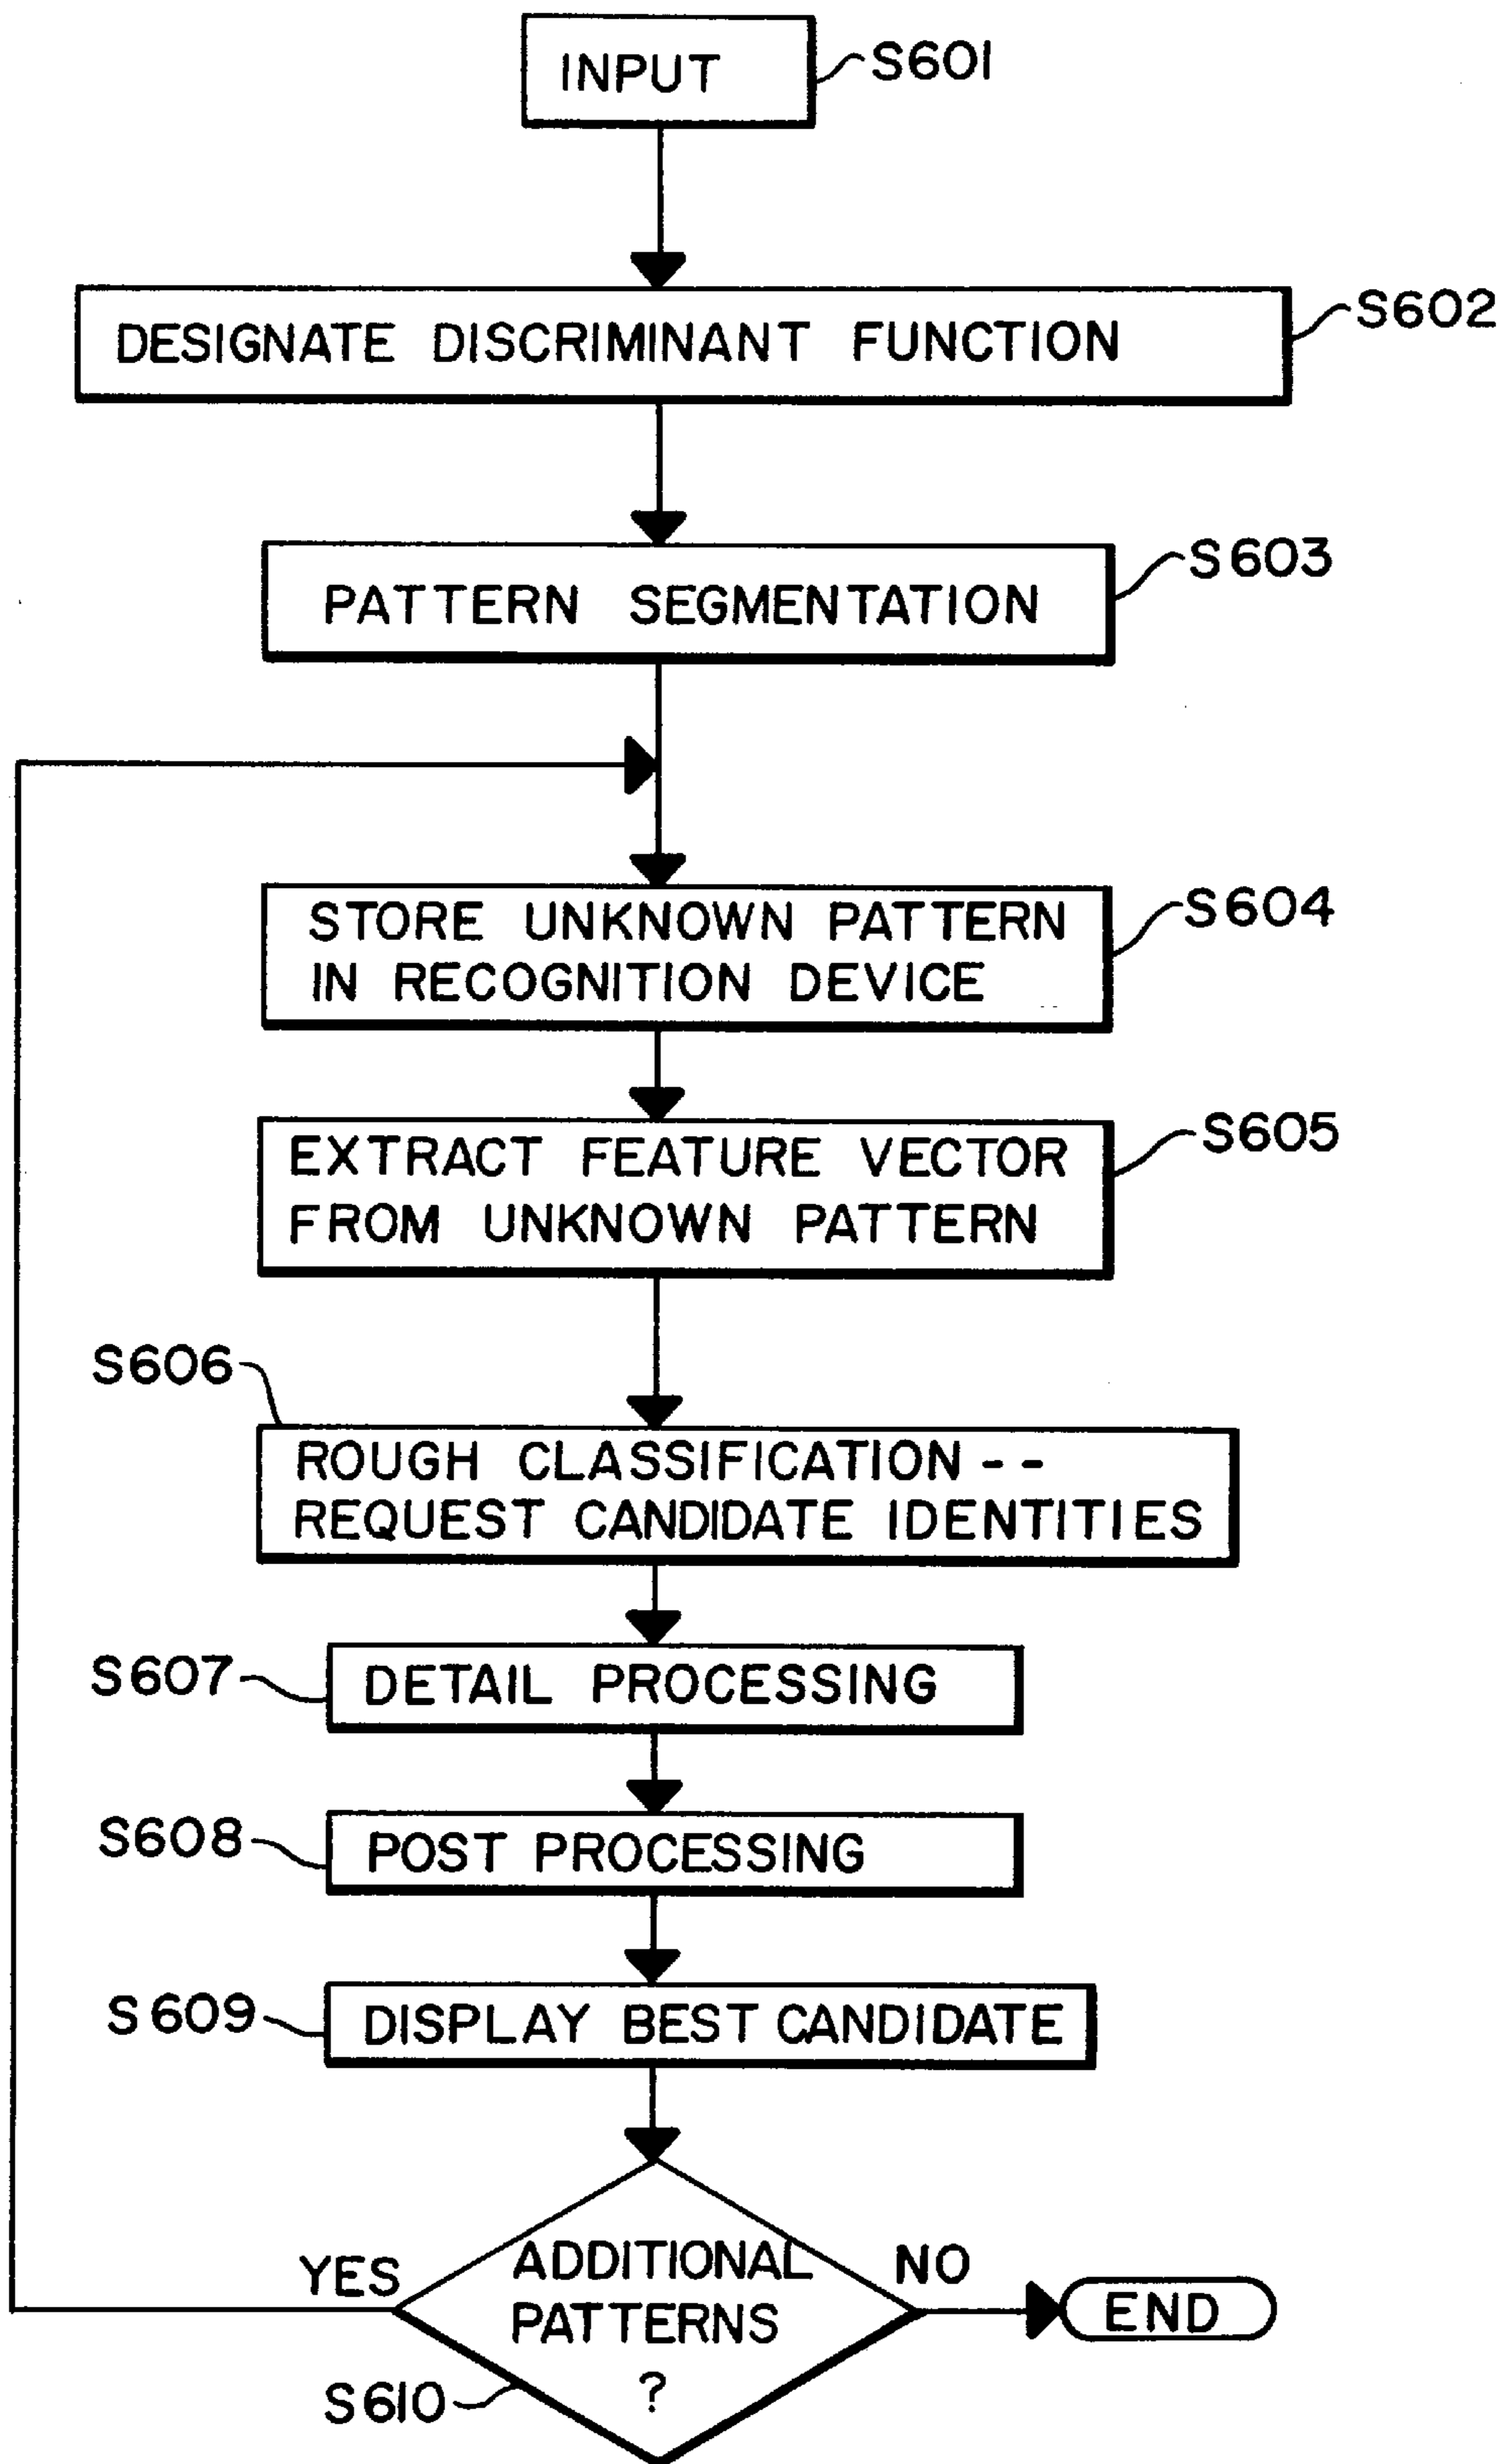 INPUT
S601
DESIGNATE DISCRIMINANT FUNCTION
S602
PATTERN SEGMENTATION
S603
STORE UNKNOWN PATTERN
IN RECOGNITION DEVICE
S604
EXTRACT FEATURE VECTOR
FROM UNKNOWN PATTERN
S605
S606
ROUGH CLASSIFICATION --
REQUEST CANDIDATE IDENTITIES
S607
DETAIL PROCESSING
S608
POST PROCESSING
S609
DISPLAY BEST CANDIDATE
YES
ADDITIONAL
PATTERNS
?
NO
END
S610